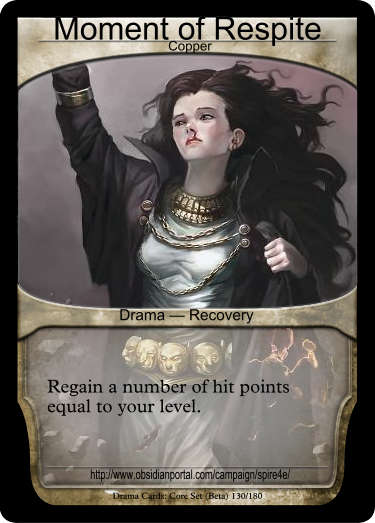 Moment of Respite
Copper
Drama — Recovery
Regain a number of hit points
equal to your level.
http://www.obsidianportal.com/campaign/spire4e/
Drama Cards: Core Set (Beta) 130/180